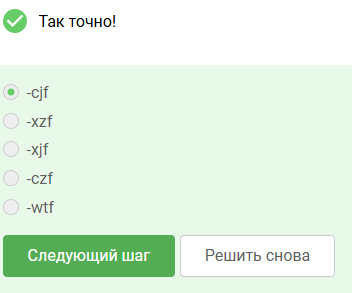 Так точно!
-cjf
-xzf
-xjf
-czf
-wtf
Следующий шаг Решить снова